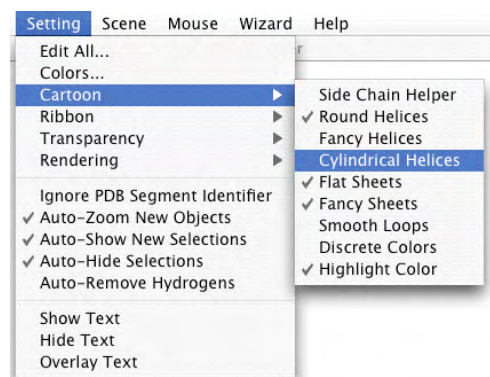 Setting Scene Mouse Wizard Help
Edit All...
Colors...
Cartoon
Ribbon
Transparency
Rendering
Ignore PDB Segment Identifier
✓ Auto-Zoom New Objects
✓ Auto-Show New Selections
✓ Auto-Hide Selections
Auto-Remove Hydrogens
Show Text
Hide Text
Overlay Text
Side Chain Helper
✓ Round Helices
Fancy Helices
Cylindrical Helices
✓ Flat Sheets
✓ Fancy Sheets
Smooth Loops
Discrete Colors
✓ Highlight Color